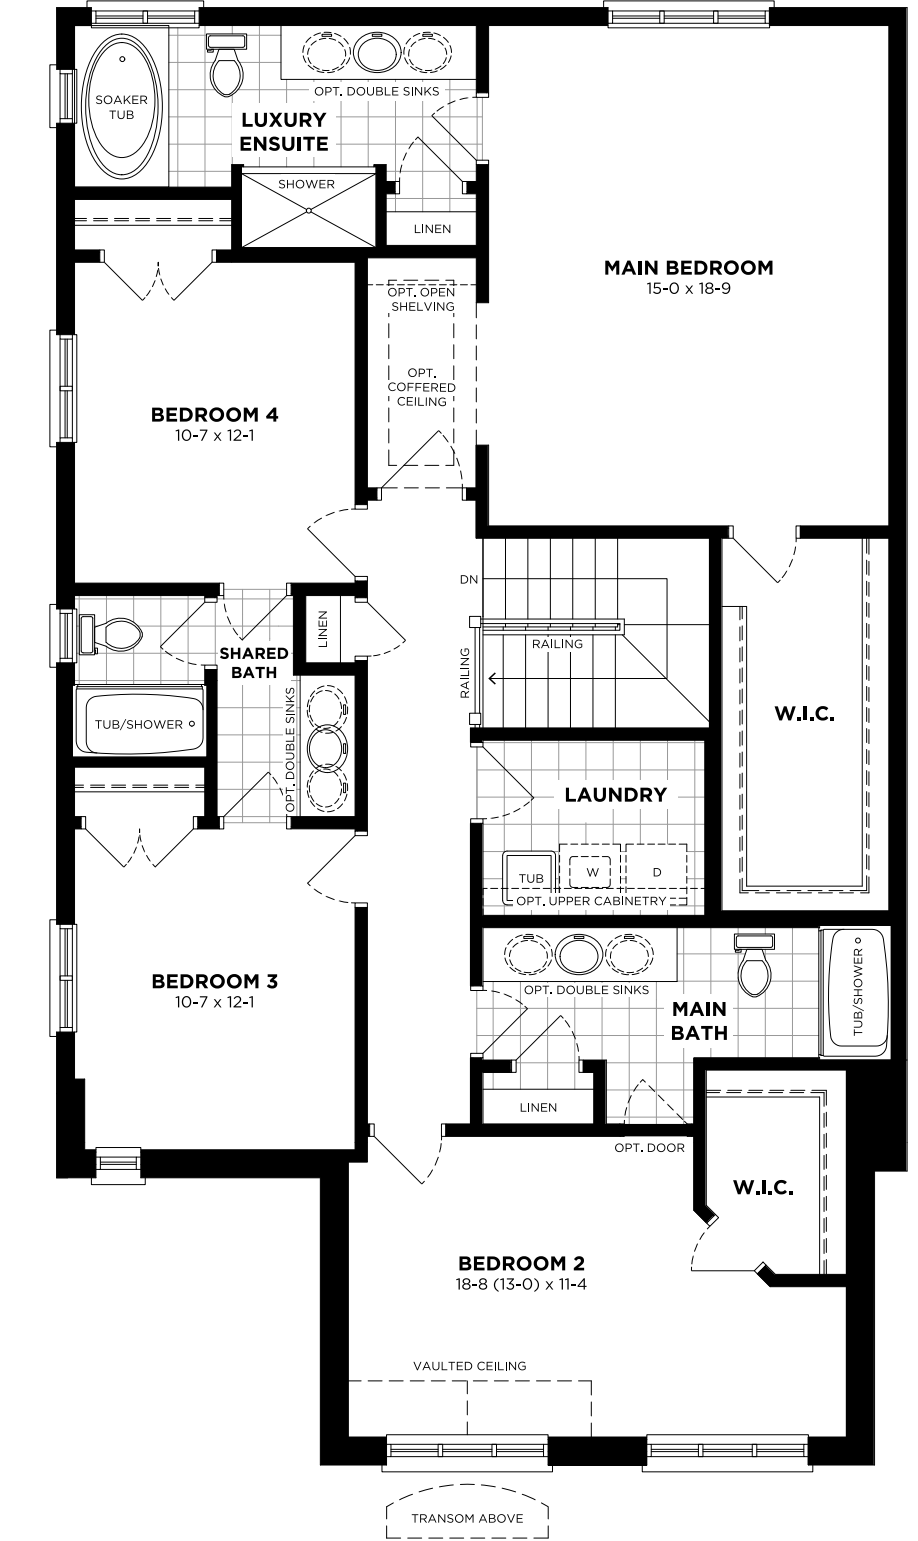 SOAKER
TUB
OPT. DOUBLE SINKS
LUXURY
ENSUITE
SHOWER
LINEN
MAIN BEDROOM
15-0 x 18-9
OPT. OPEN
SHELVING
OPT.
COFFERED
CEILING
BEDROOM 4
10-7 x 12-1
DN
RAILING
RAILING
LINEN
SHARED
BATH
TUB/SHOWER
OPT. DOUBLE SINKS
W.I.C.
LAUNDRY
TUB
W
D
OPT. UPPER CABINETRY
BEDROOM 3
10-7 x 12-1
OPT. DOUBLE SINKS
MAIN
BATH
TUB/SHOWER
LINEN
OPT. DOOR
W.I.C.
BEDROOM 2
18-8 (13-0) x 11-4
VAULTED CEILING
TRANSOM ABOVE